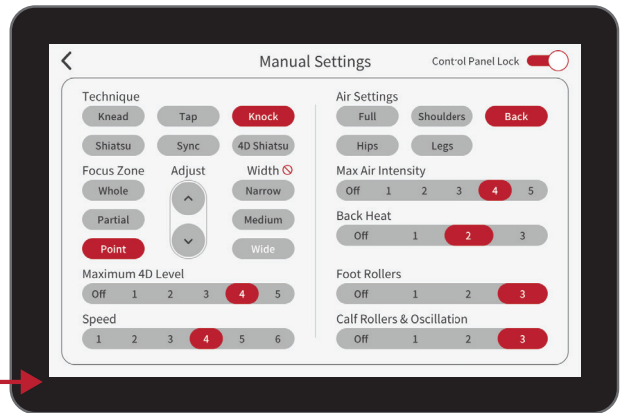 Manual Settings
Control Panel Lock
Technique
Knead Tap Knock
Shiatsu Sync 4D Shiatsu
Focus Zone Adjust Width
Whole Narrow
Partial Medium
Point Wide
Maximum 4D Level
Off 1 2 3 4 5
Speed
1 2 3 4 5 6
Air Settings
Full Shoulders Back
Hips Legs
Max Air Intensity
Off 1 2 3 4 5
Back Heat
Off 1 2 3
Foot Rollers
Off 1 2 3
Calf Rollers & Oscillation
Off 1 2 3